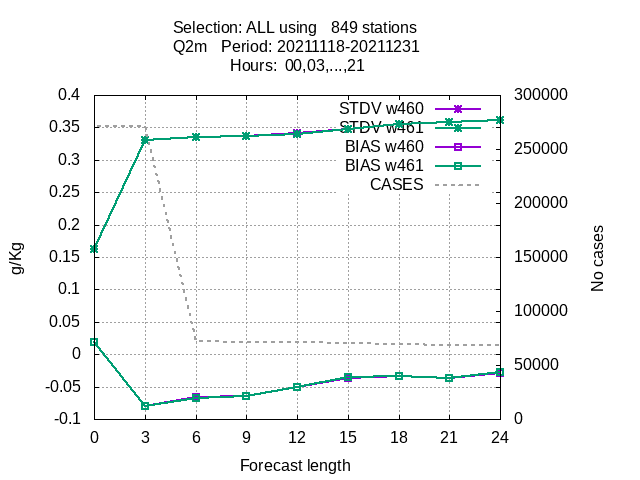 Selection: ALL using   849 stations
Q2m   Period: 20211118-20211231
Hours:  00,03,...,21
0.4
0.35
0.3
0.25
0.2
0.15
0.1
0.05
0
-0.05
-0.1
g/Kg
STDV w460
STDV w461
BIAS w460
BIAS w461
CASES
300000
250000
200000
150000
100000
50000
0
No cases
0 3 6 9 12 15 18 21 24
Forecast length